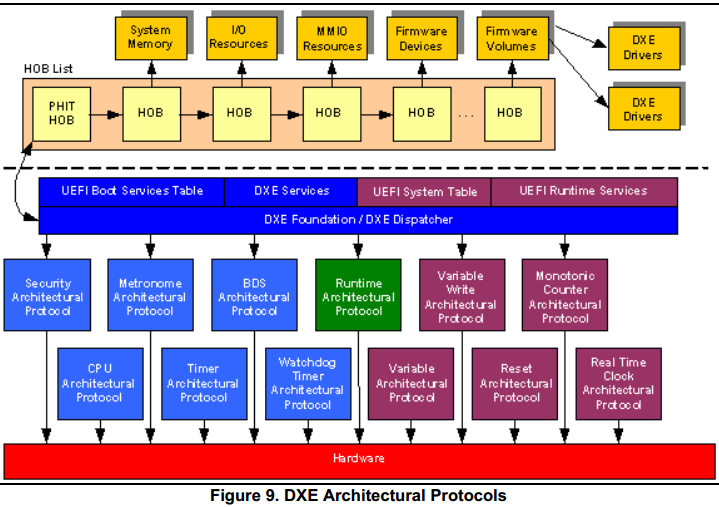 System
Memory
I/O
Resources
MMIO
Resources
Firmware
Devices
Firmware
Volumes
DXE
Drivers
DXE
Drivers
HOB List
PHIT
HOB
HOB
HOB
HOB
HOB
...
HOB
UEFI Boot Services Table
DXE Services
UEFI System Table
UEFI Runtime Services
DXE Foundation / DXE Dispatcher
Security
Architectural
Protocol
Metronome
Architectural
Protocol
BDS
Architectural
Protocol
Runtime
Architectural
Protocol
Variable
Write
Architectural
Protocol
Monotonic
Counter
Architectural
Protocol
CPU
Architectural
Protocol
Timer
Architectural
Protocol
Watchdog
Timer
Architectural
Protocol
Variable
Architectural
Protocol
Reset
Architectural
Protocol
Real Time
Clock
Architectural
Protocol
Hardware
Figure 9. DXE Architectural Protocols